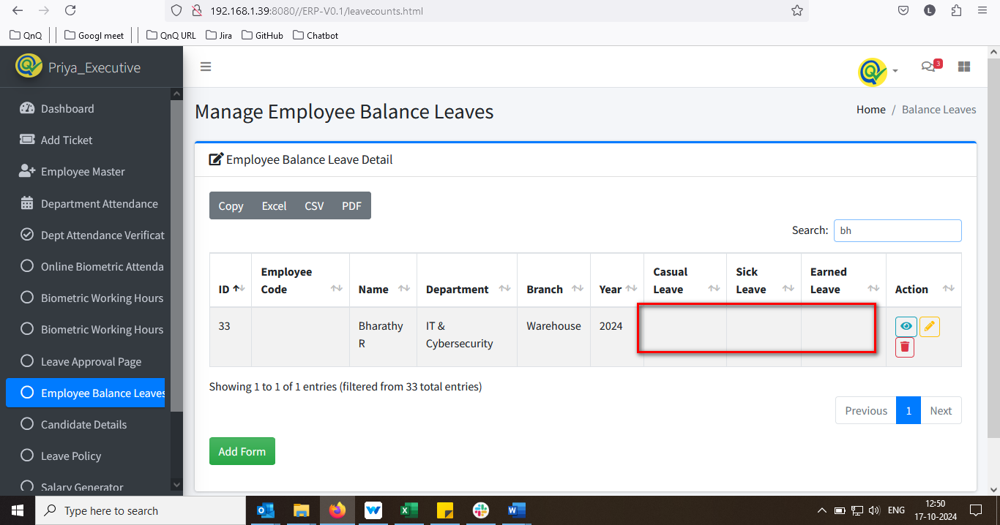 192.168.1.39:8080//ERP-V0.1/leavecounts.html
L
QnQ
Googl meet
QnQ URL
Jira
GitHub
Chatbot
Priya_Executive
3
Dashboard
Add Ticket
Employee Master
Department Attendance
Dept Attendance Verificat
Online Biometric Attenda
Biometric Working Hours
Biometric Working Hours
Leave Approval Page
Employee Balance Leaves
Candidate Details
Leave Policy
Salary Generator
Manage Employee Balance Leaves
Home / Balance Leaves
Employee Balance Leave Detail
Copy Excel CSV PDF
Search: bh
ID Employee Code Name Department Branch Year Casual Leave Sick Leave Earned Leave Action
33 Bharathy R IT & Cybersecurity Warehouse 2024
Showing 1 to 1 of 1 entries (filtered from 33 total entries)
Previous 1 Next
Add Form
Type here to search
ENG
12:50
17-10-2024